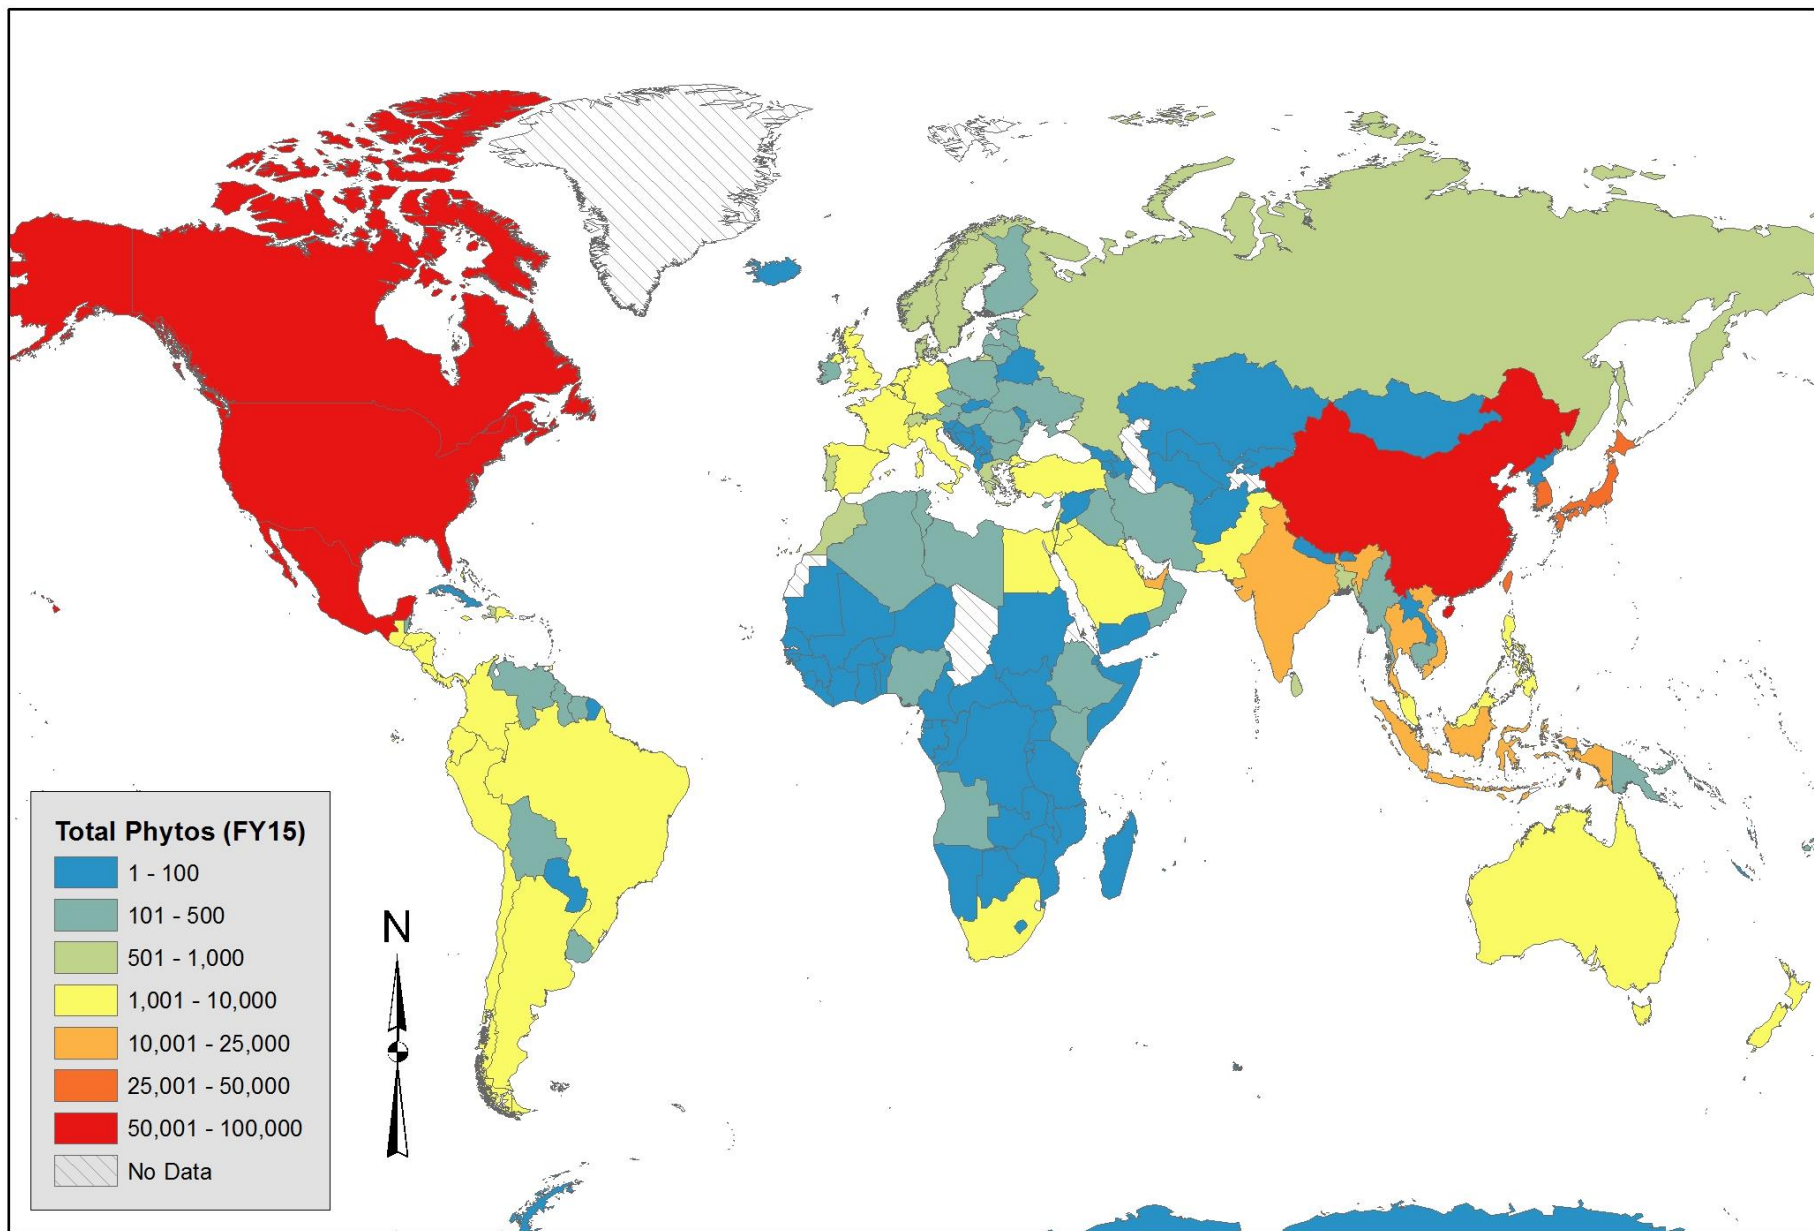 Total Phytos (FY15)
1 - 100
101 - 500
501 - 1,000
1,001 - 10,000
10,001 - 25,000
25,001 - 50,000
50,001 - 100,000
No Data
N